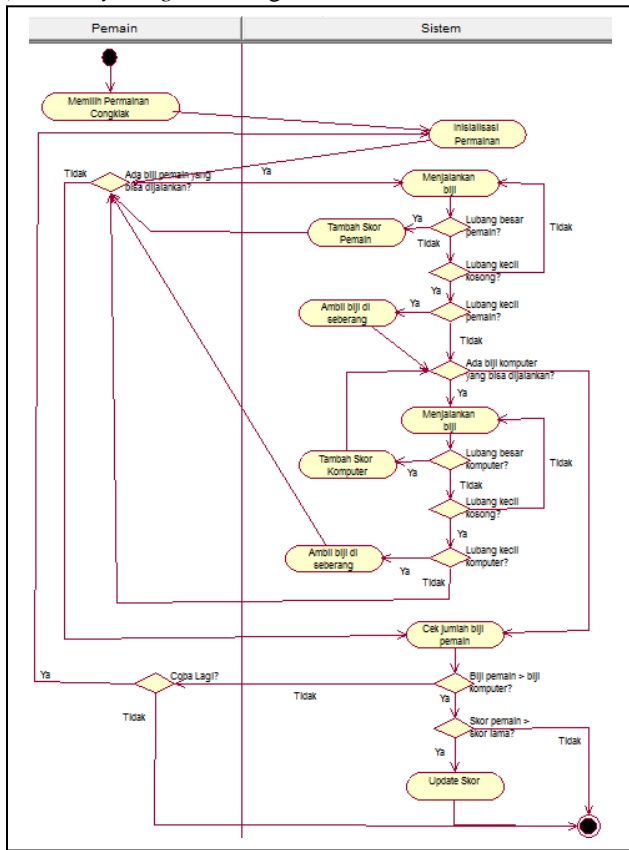 Pemain
Sistem
Memilih Permainan
Congklak
Inisialisasi
Permainan
Tidak
Ada biji pemain yang
bisa dijalankan?
Ya
Menjalankan
biji
Tambah Skor
Pemain
Ya
Lubang besar
pemain?
Tidak
Tidak
Lubang kecil
kosong?
Ya
Ambil biji di
seberang
Ya
Lubang kecil
pemain?
Tidak
Ada biji komputer
yang bisa dijalankan?
Ya
Menjalankan
biji
Tambah Skor
Komputer
Ya
Lubang besar
komputer?
Tidak
Tidak
Lubang kecil
kosong?
Ya
Ambil biji di
seberang
Ya
Lubang kecil
komputer?
Tidak
Cek jumlah biji
pemain
Ya
Coba Lagi?
Tidak
Biji pemain > biji
komputer?
Ya
Tidak
Skor pemain >
skor lama?
Tidak
Ya
Update Skor